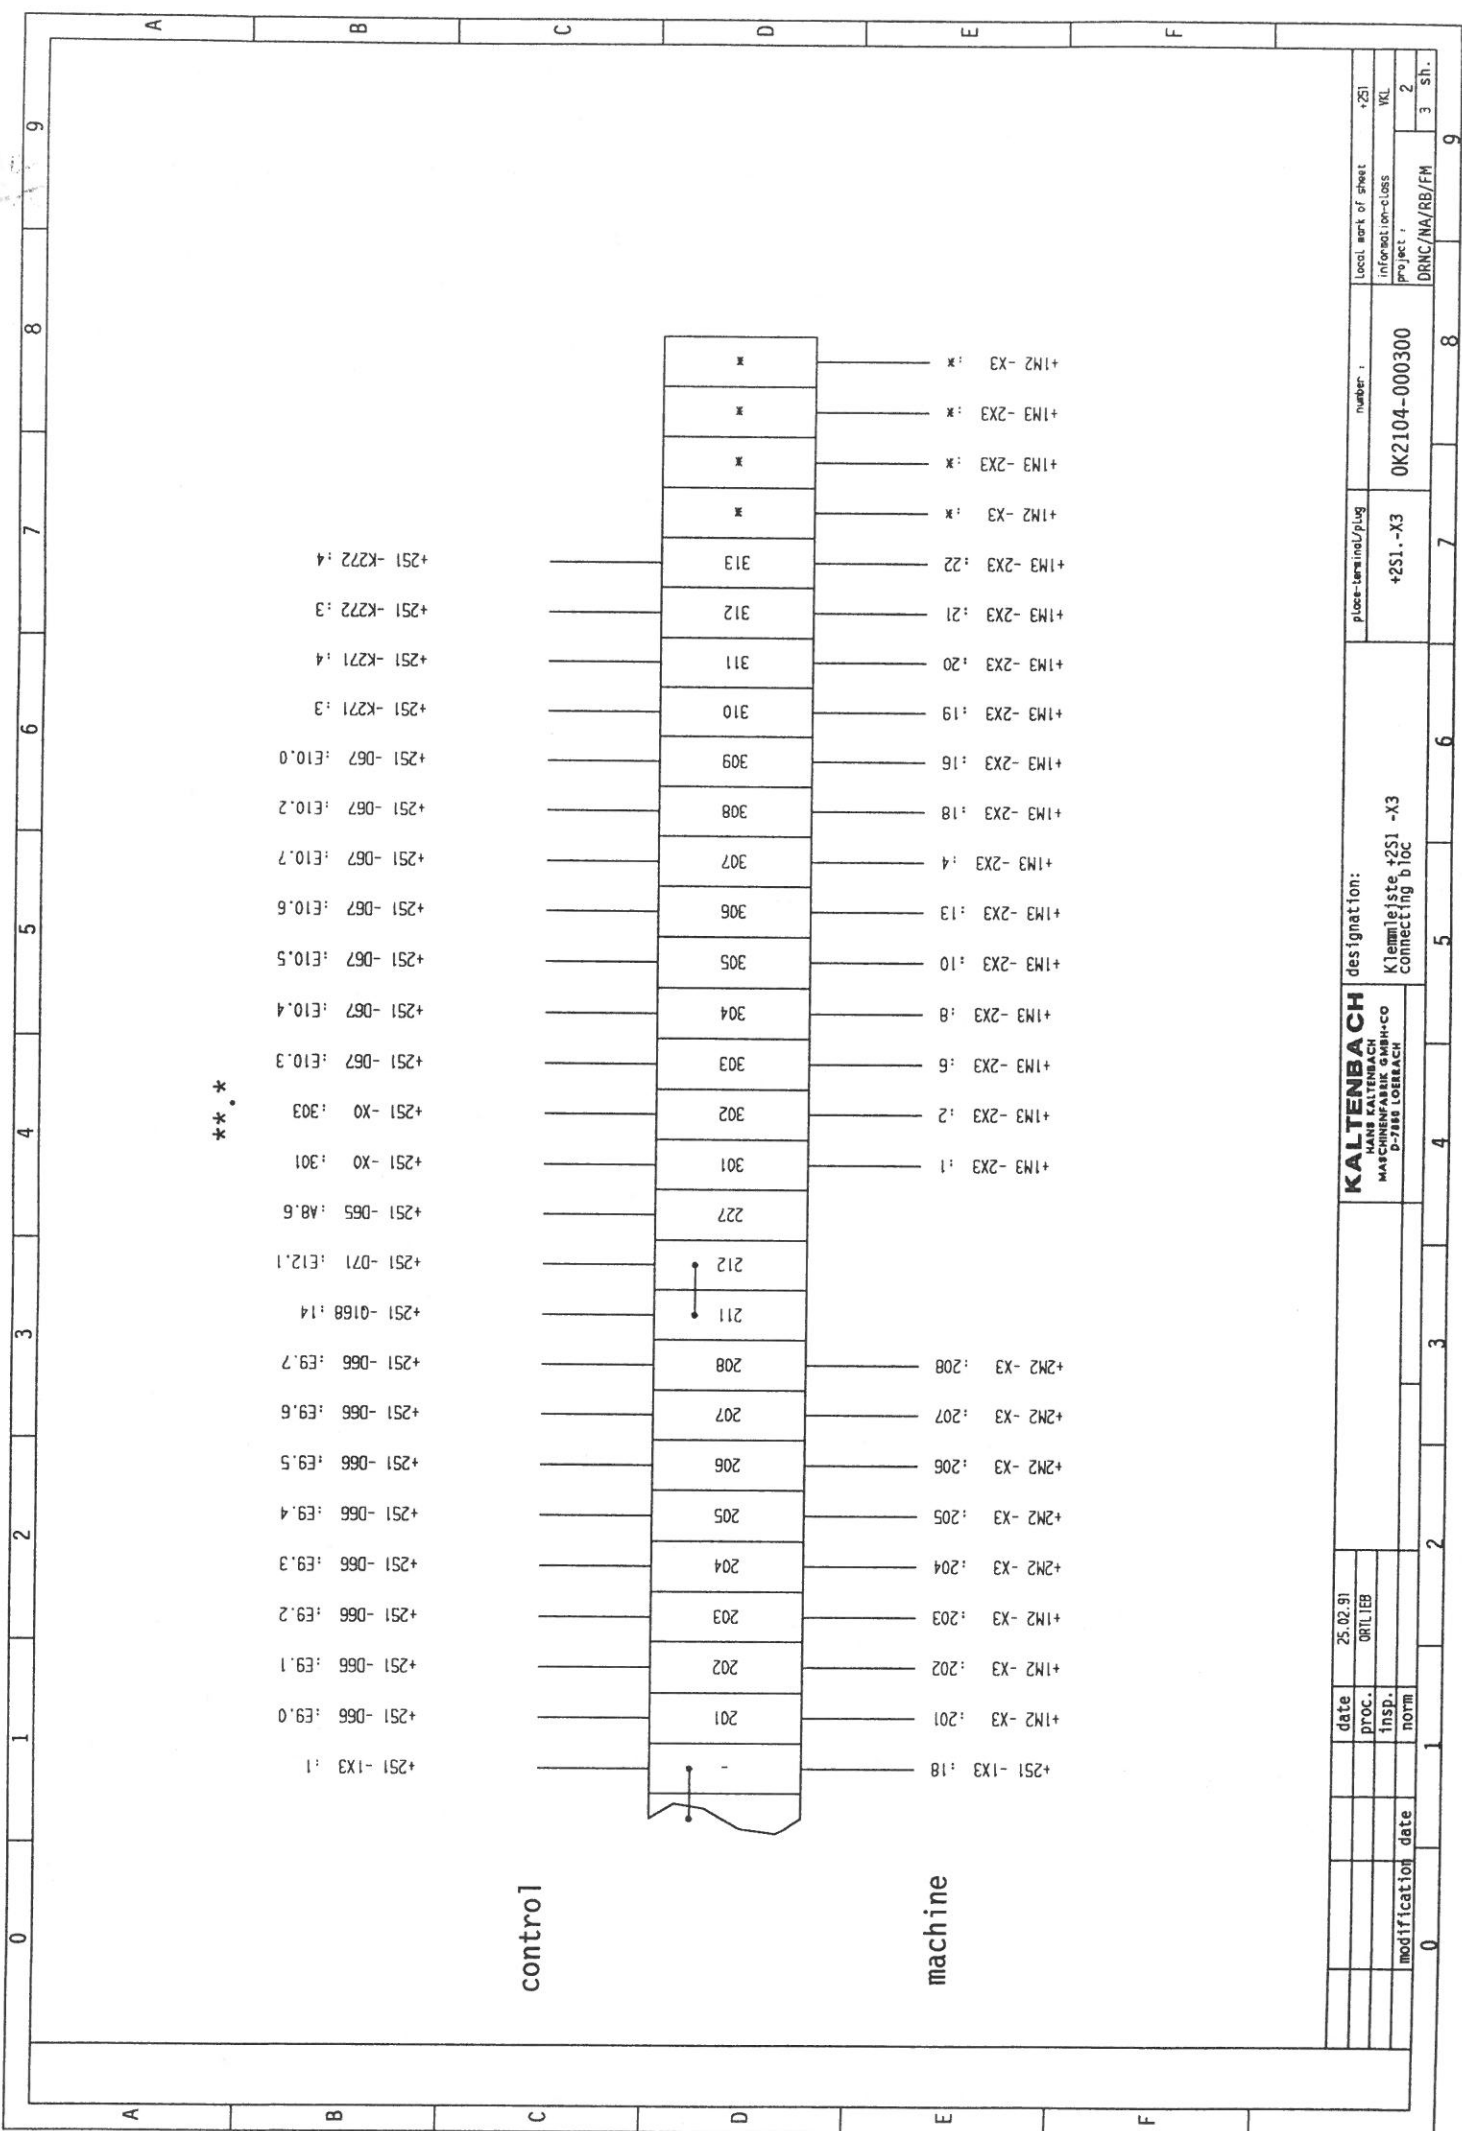 0 1 2 3 4 5 6 7 8 9
A
B
C
D
E
F
A
B
C
D
E
F
**.*
+2S1 -1X3 :1
+2S1 -D66 :E9.0
+2S1 -D66 :E9.1
+2S1 -D66 :E9.2
+2S1 -D66 :E9.3
+2S1 -D66 :E9.4
+2S1 -D66 :E9.5
+2S1 -D66 :E9.6
+2S1 -D66 :E9.7
+2S1 -Q168 :14
+2S1 -D71 :E12.1
+2S1 -D65 :A8.6
+2S1 -X0 :301
+2S1 -X0 :303
+2S1 -D67 :E10.3
+2S1 -D67 :E10.4
+2S1 -D67 :E10.5
+2S1 -D67 :E10.6
+2S1 -D67 :E10.7
+2S1 -D67 :E10.2
+2S1 -D67 :E10.0
+2S1 -K271 :3
+2S1 -K271 :4
+2S1 -K272 :3
+2S1 -K272 :4
control
-
201
202
203
204
205
206
207
208
211
212
227
301
302
303
304
305
306
307
308
309
310
311
312
313
*
*
*
*
machine
+2S1 -1X3 :18
+1M2 -X3 :201
+1M2 -X3 :202
+1M2 -X3 :203
+2M2 -X3 :204
+2M2 -X3 :205
+2M2 -X3 :206
+2M2 -X3 :207
+2M2 -X3 :208
+1M3 -2X3 :1
+1M3 -2X3 :2
+1M3 -2X3 :6
+1M3 -2X3 :8
+1M3 -2X3 :10
+1M3 -2X3 :13
+1M3 -2X3 :4
+1M3 -2X3 :18
+1M3 -2X3 :16
+1M3 -2X3 :19
+1M3 -2X3 :20
+1M3 -2X3 :21
+1M3 -2X3 :22
+1M2 -X3 :*
+1M3 -2X3 :*
+1M3 -2X3 :*
+1M2 -X3 :*
modification date
date 25.02.91
proc. ORTLIEB
insp.
norm
KALTENBACH
HANS KALTENBACH
MASCHINENFABRIK GMBH+CO
D-7850 LOERRACH
designation:
Klemmleiste +2S1 -X3
connecting bloc
place-terminal/plug
+2S1.-X3
number :
0K2104-000300
Local mark of sheet +2S1
information-class VKL
project : 2
DRNC/NA/RB/FM 3 sh.
0 1 2 3 4 5 6 7 8 9